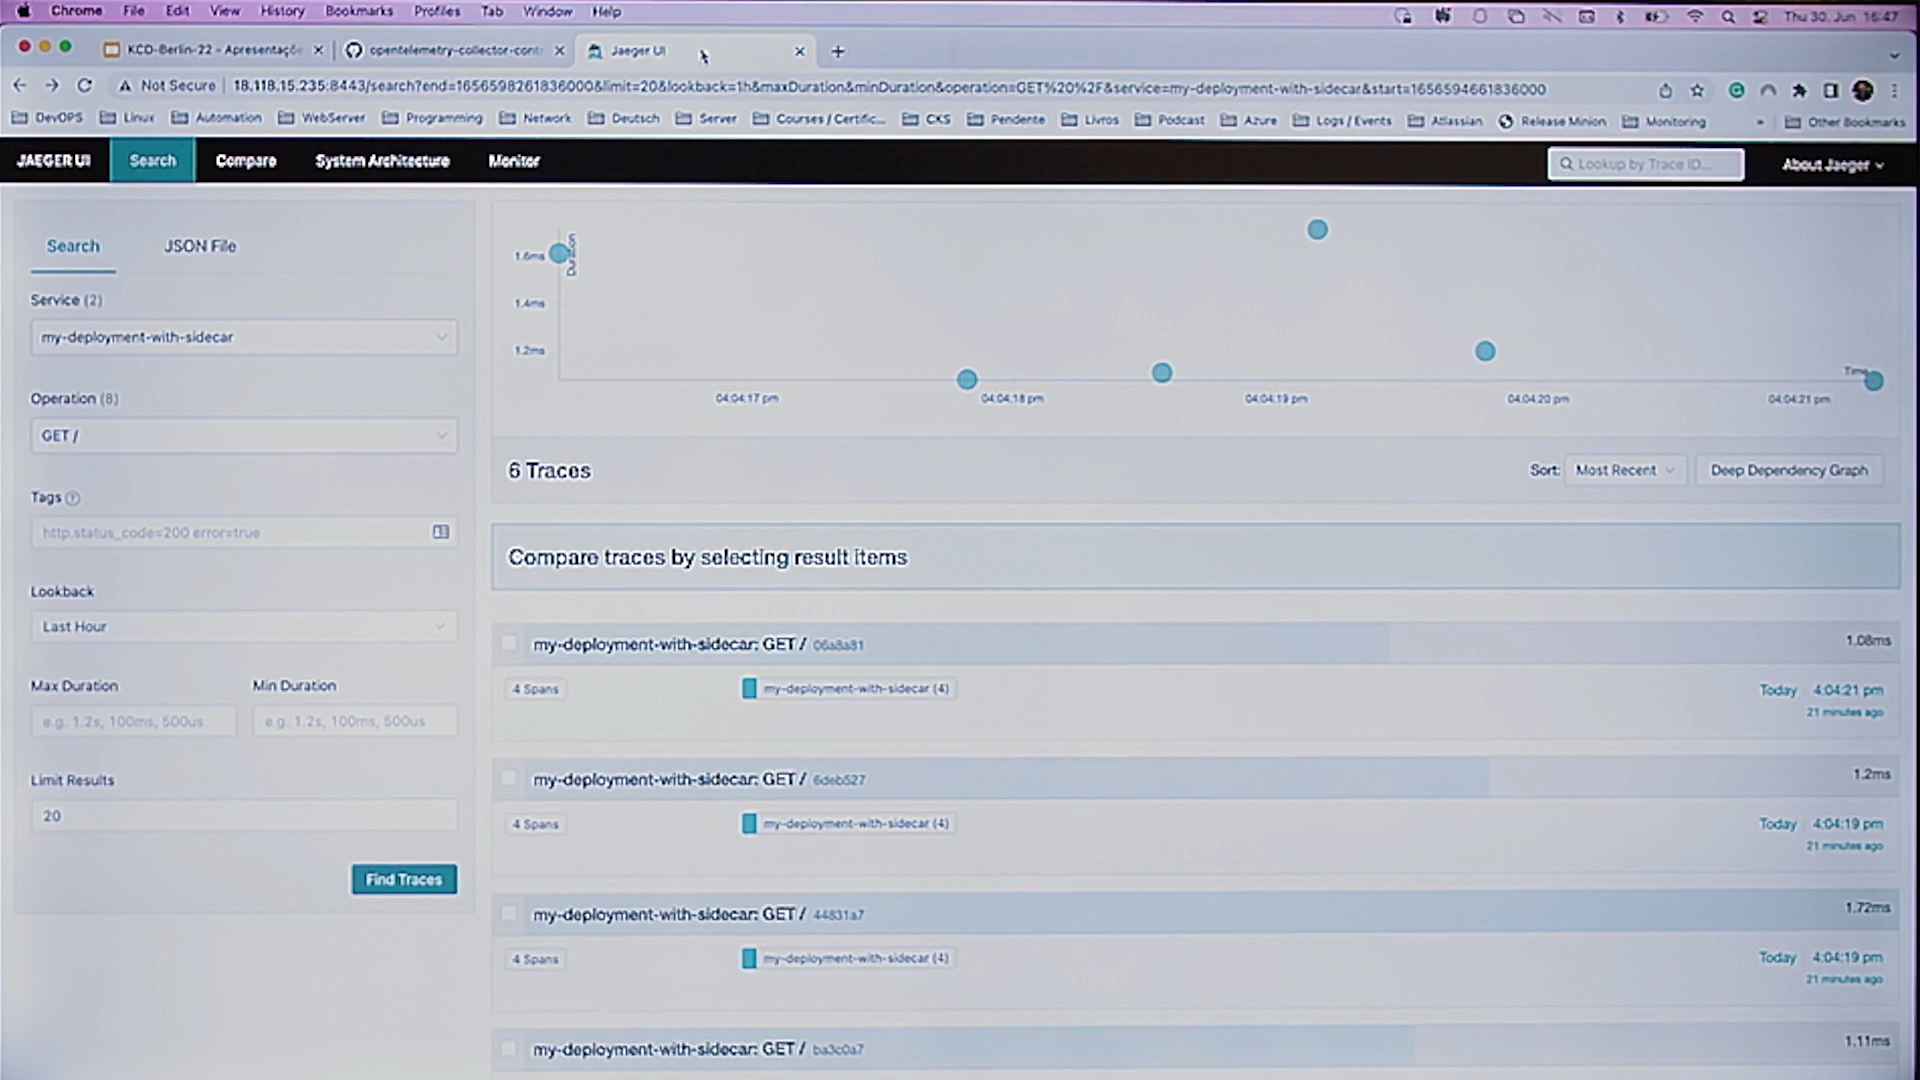 Chrome File Edit View History Bookmarks Profiles Tab Window Help Thu 30. Jun 16:47
KCD-Berlin-22 - Apresentaçõe
opentelemetry-collector-cont
Jaeger UI
Not Secure 18.118.15.235:8443/search?end=1656598261836000&limit=20&lookback=1h&maxDuration&minDuration&operation=GET%20%2F&service=my-deployment-with-sidecar&start=1656594661836000
DevOPS Linux Automation WebServer Programming Network Deutsch Server Courses / Certific... CKS Pendente Livros Podcast Azure Logs / Events Atlassian Release Minion Monitoring » Other Bookmarks
JAEGER UI Search Compare System Architecture Monitor Lookup by Trace ID... About Jaeger
Search JSON File
Service (2)
my-deployment-with-sidecar
Operation (8)
GET /
Tags
http.status_code=200 error=true
Lookback
Last Hour
Max Duration Min Duration
e.g. 1.2s, 100ms, 500us e.g. 1.2s, 100ms, 500us
Limit Results
20
Find Traces
Duration
1.6ms
1.4ms
1.2ms
Time
04:04:17 pm 04:04:18 pm 04:04:19 pm 04:04:20 pm 04:04:21 pm
6 Traces Sort: Most Recent Deep Dependency Graph
Compare traces by selecting result items
my-deployment-with-sidecar: GET / 06a8a81 1.08ms
4 Spans my-deployment-with-sidecar (4) Today 4:04:21 pm
21 minutes ago
my-deployment-with-sidecar: GET / 6deb527 1.2ms
4 Spans my-deployment-with-sidecar (4) Today 4:04:19 pm
21 minutes ago
my-deployment-with-sidecar: GET / 44831a7 1.72ms
4 Spans my-deployment-with-sidecar (4) Today 4:04:19 pm
21 minutes ago
my-deployment-with-sidecar: GET / ba3c0a7 1.11ms